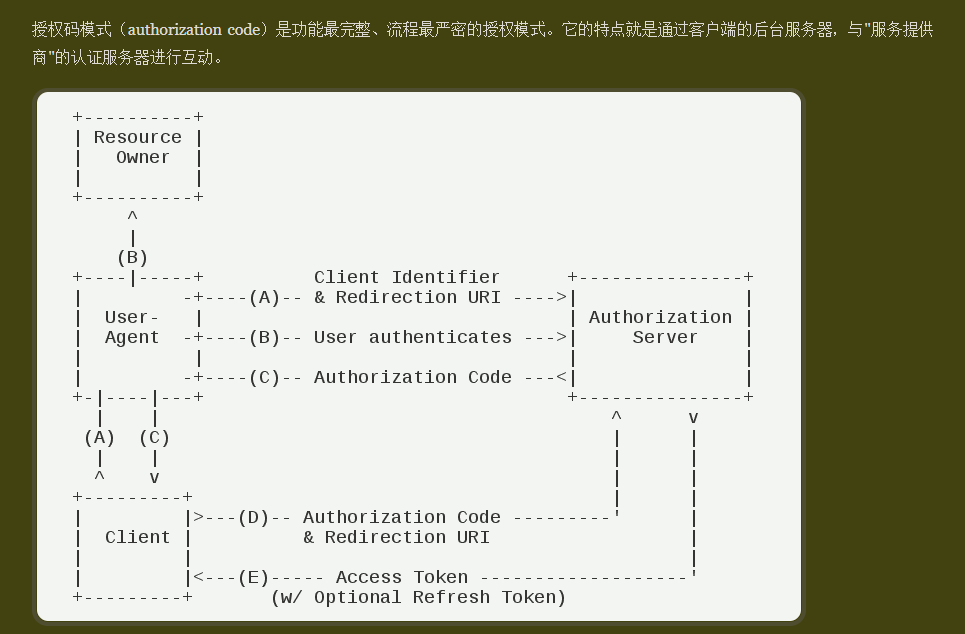 授权码模式（authorization code）是功能最完整、流程最严密的授权模式。它的特点就是通过客户端的后台服务器，与"服务提供
商"的认证服务器进行互动。
+----------+
| Resource |
|   Owner  |
|          |
+----------+
     ^
     |
    (B)
+----|-----+          Client Identifier      +---------------+
|         -+----(A)-- & Redirection URI ---->|               |
|  User-   |                                 | Authorization |
|  Agent  -+----(B)-- User authenticates --->|     Server    |
|          |                                 |               |
|         -+----(C)-- Authorization Code ---<|               |
+-|----|---+                                 +---------------+
  |    |                                         ^      v
 (A)  (C)                                        |      |
  |    |                                         |      |
  ^    v                                         |      |
+---------+                                      |      |
|         |>---(D)-- Authorization Code ---------'      |
|  Client |          & Redirection URI                  |
|         |                                             |
|         |<---(E)----- Access Token -------------------'
+---------+       (w/ Optional Refresh Token)